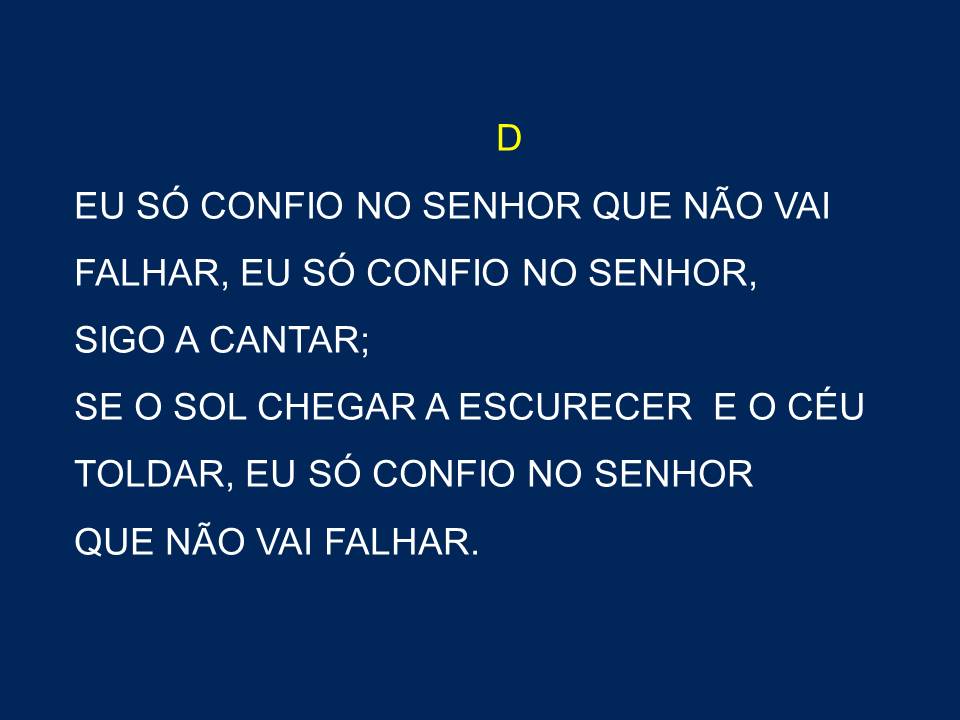 D
EU SÓ CONFIO NO SENHOR QUE NÃO VAI
FALHAR, EU SÓ CONFIO NO SENHOR,
SIGO A CANTAR;
SE O SOL CHEGAR A ESCURECER  E O CÉU
TOLDAR, EU SÓ CONFIO NO SENHOR
QUE NÃO VAI FALHAR.